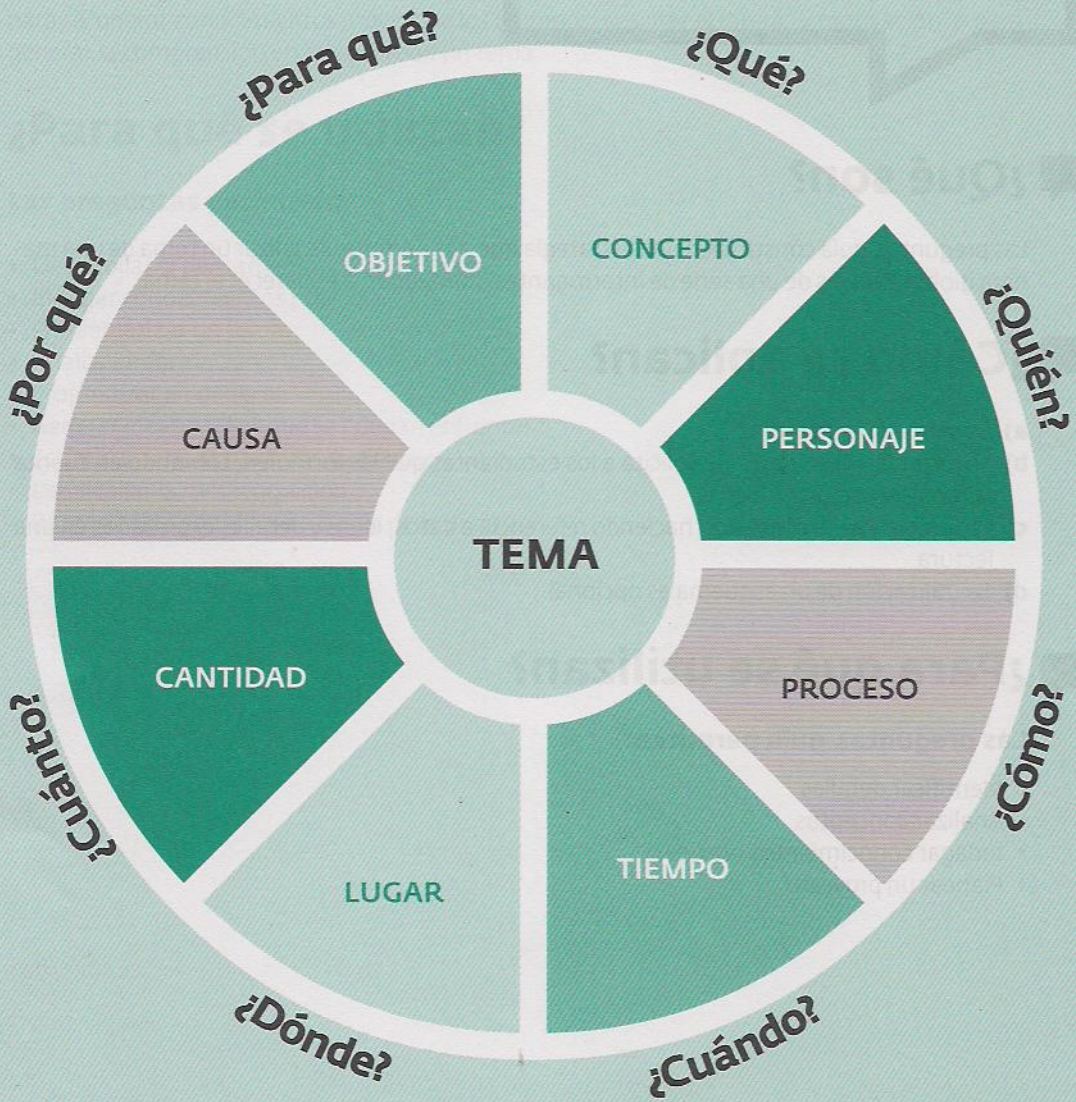 ¿Para qué?
¿Qué?
OBJETIVO
CONCEPTO
¿Por qué?
¿Quién?
CAUSA
PERSONAJE
TEMA
CANTIDAD
PROCESO
¿Cuánto?
¿Cómo?
LUGAR
TIEMPO
¿Dónde?
¿Cuándo?